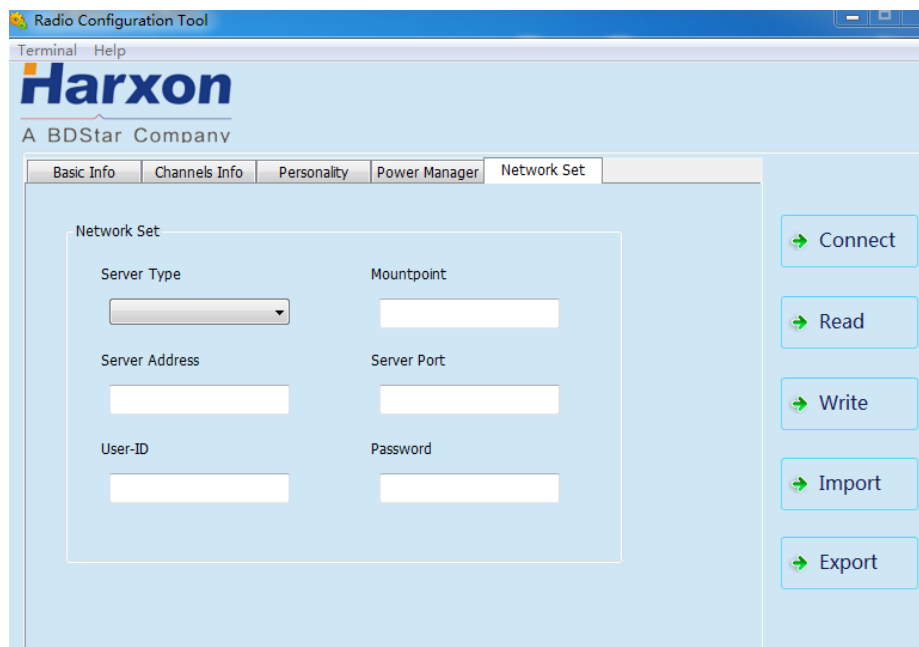 Radio Configuration Tool
Terminal Help
Harxon
A BDStar Company
Basic Info Channels Info Personality Power Manager Network Set
Network Set
Server Type Mountpoint
Server Address Server Port
User-ID Password
Connect
Read
Write
Import
Export